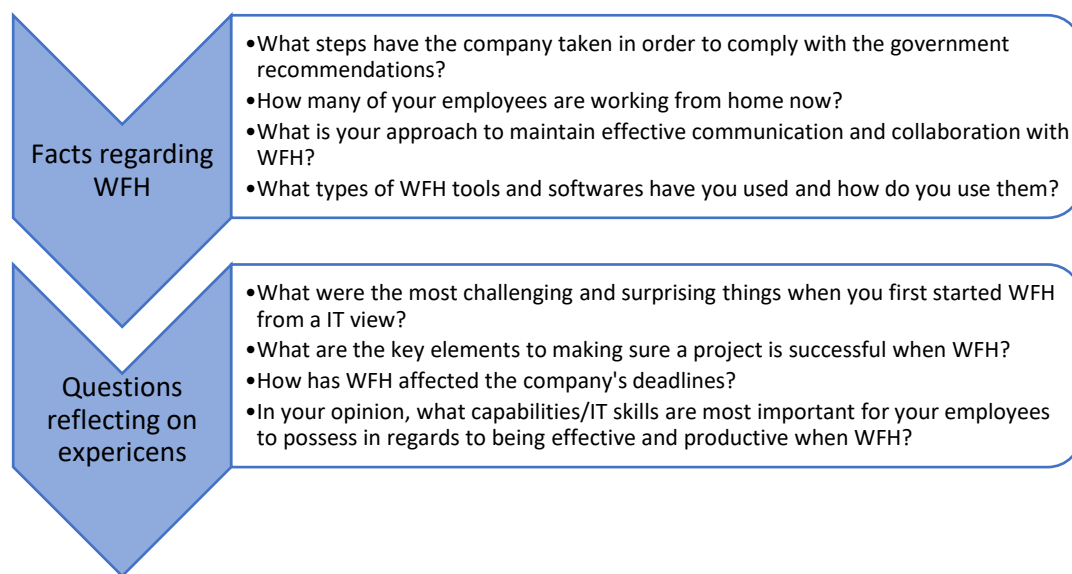 Facts regarding
WFH
•What steps have the company taken in order to comply with the government
recommendations?
•How many of your employees are working from home now?
•What is your approach to maintain effective communication and collaboration with
WFH?
•What types of WFH tools and softwares have you used and how do you use them?
Questions
reflecting on
expericens
•What were the most challenging and surprising things when you first started WFH
from a IT view?
•What are the key elements to making sure a project is successful when WFH?
•How has WFH affected the company's deadlines?
•In your opinion, what capabilities/IT skills are most important for your employees
to possess in regards to being effective and productive when WFH?